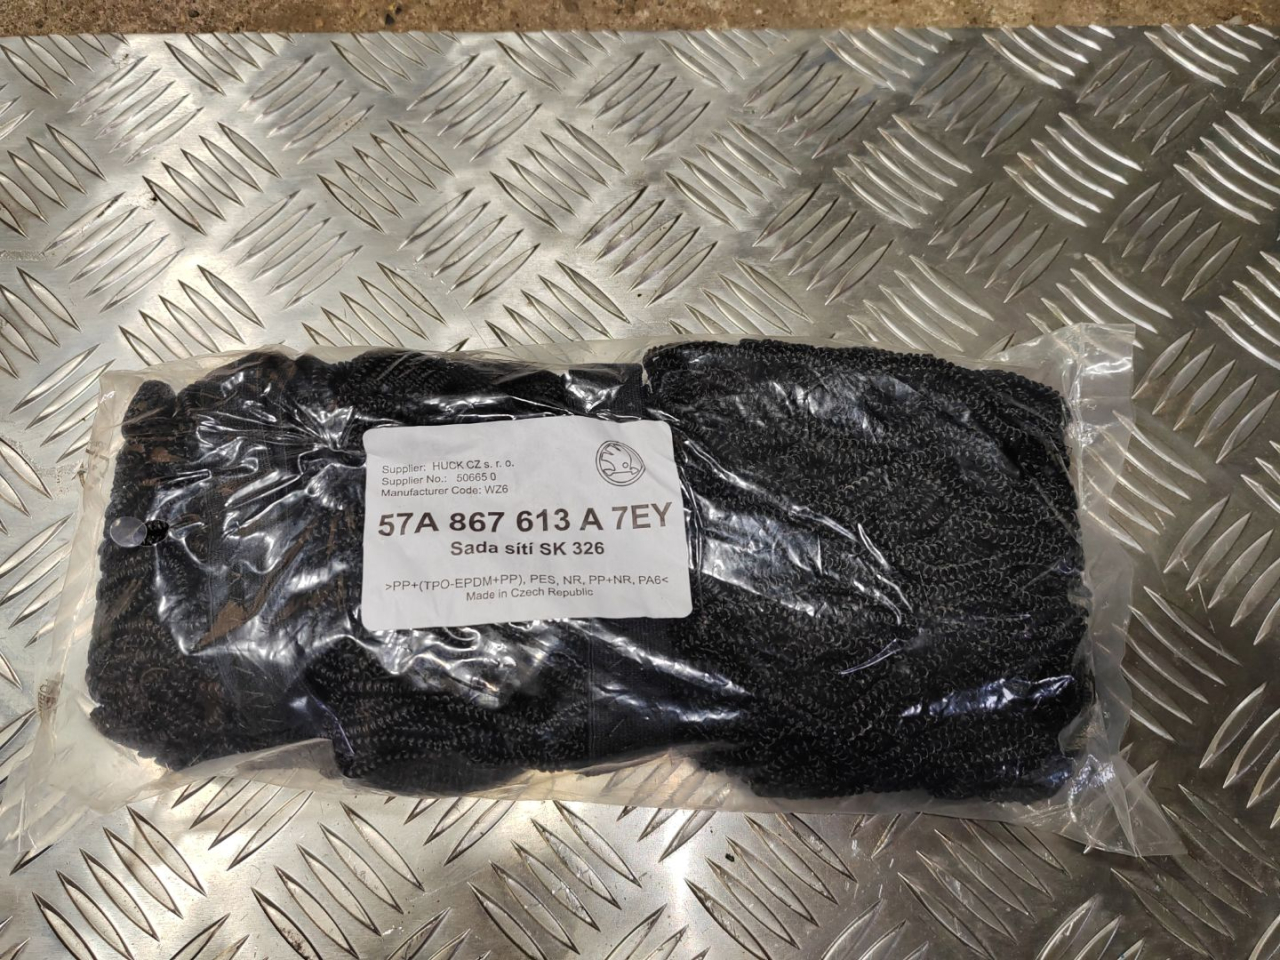 Supplier: HUCK CZ s. r. o.
Supplier No.: 50665 0
Manufacturer Code: WZ6
57A 867 613 A 7EY
Sada sítí SK 326
>PP+(TPO-EPDM+PP), PES, NR, PP+NR, PA6<
Made in Czech Republic